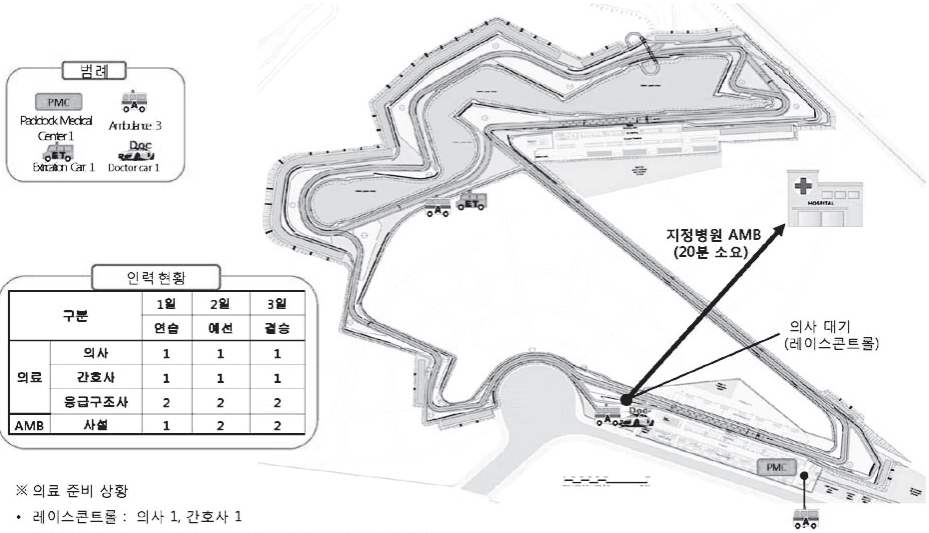 범례
PMC
Paddock Medical
Center 1
A
Ambulance 3
ET
Extrication Car 1
Doc
Doctor car 1
A
ET
HOSPITAL
지정병원 AMB
(20분 소요)
의사 대기
(레이스콘트롤)
A
Doc
PMC
A
인력현황
구분 1일 2일 3일
연습 예선 결승
의료 의사 1 1 1
간호사 1 1 1
응급구조사 2 2 2
AMB 사설 1 2 2
※ 의료 준비 상황
• 레이스콘트롤 : 의사 1, 간호사 1